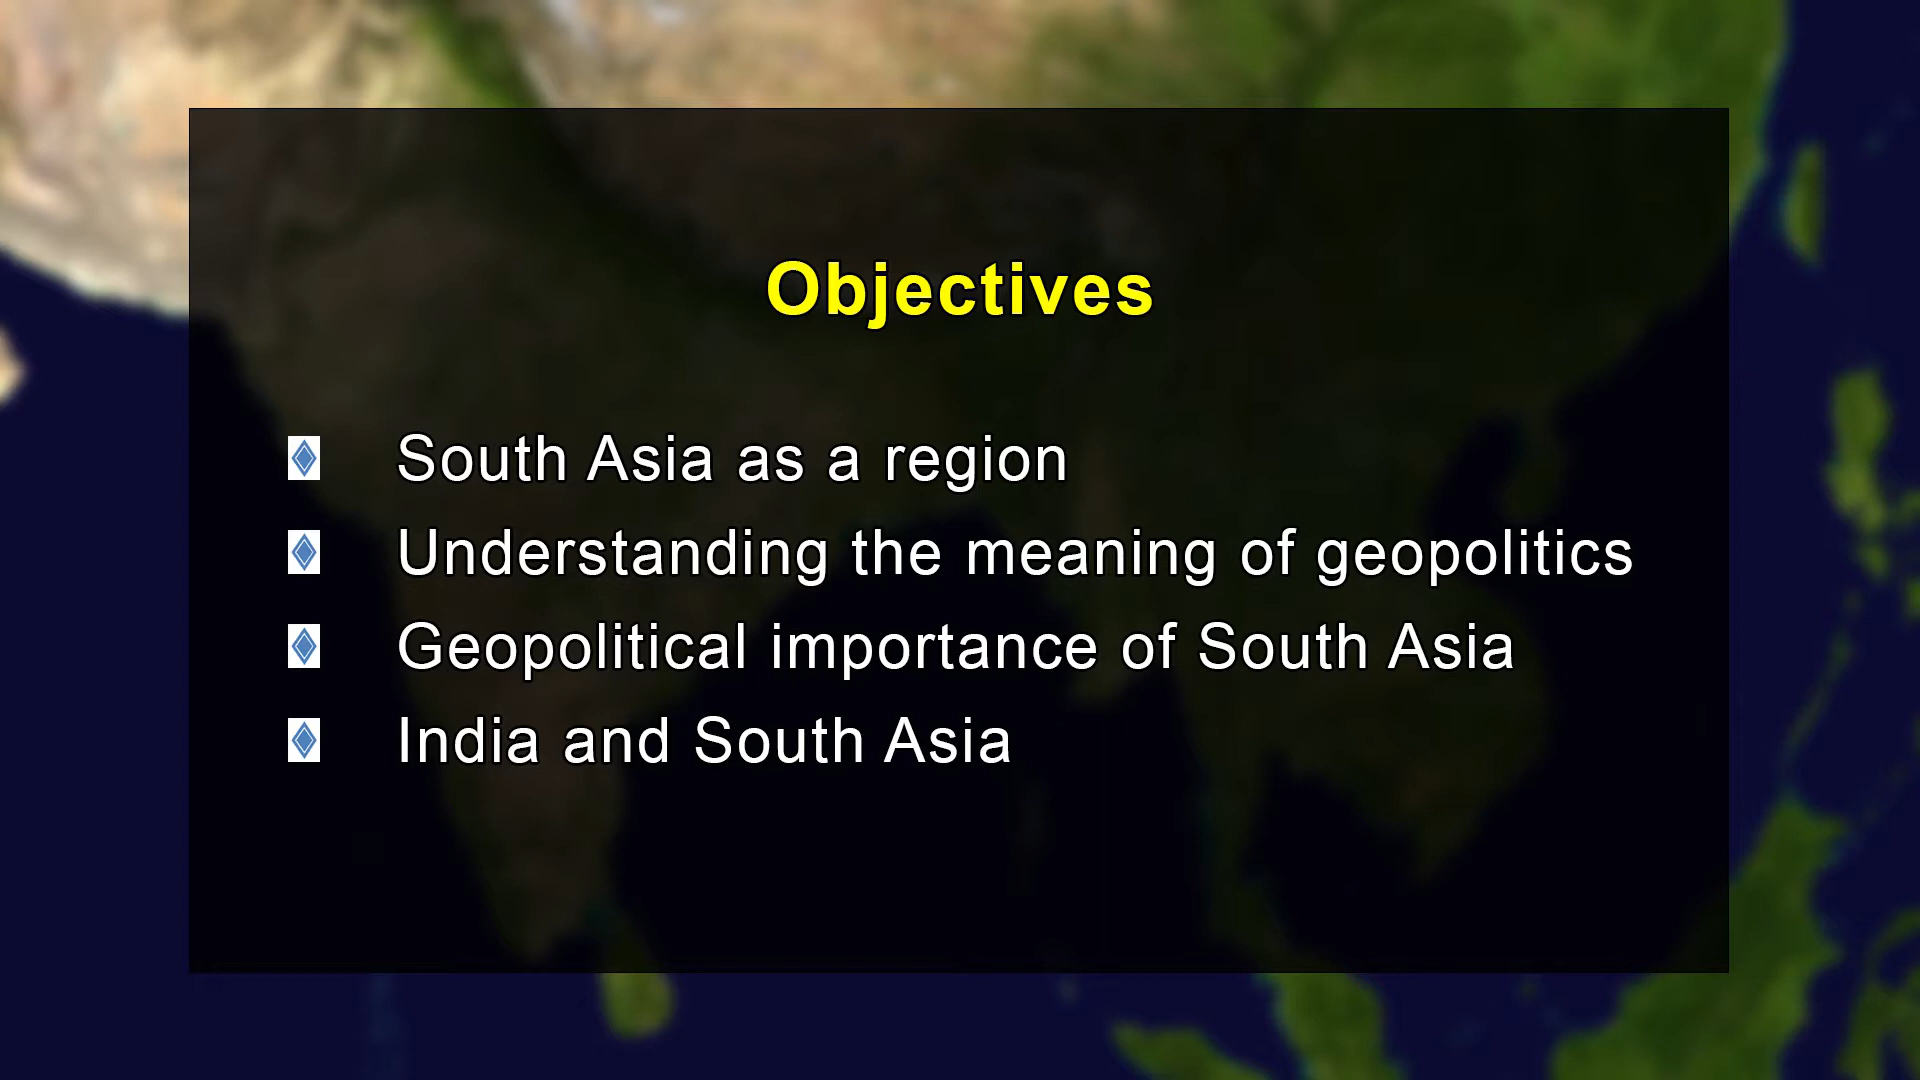 Objectives
South Asia as a region
Understanding the meaning of geopolitics
Geopolitical importance of South Asia
India and South Asia